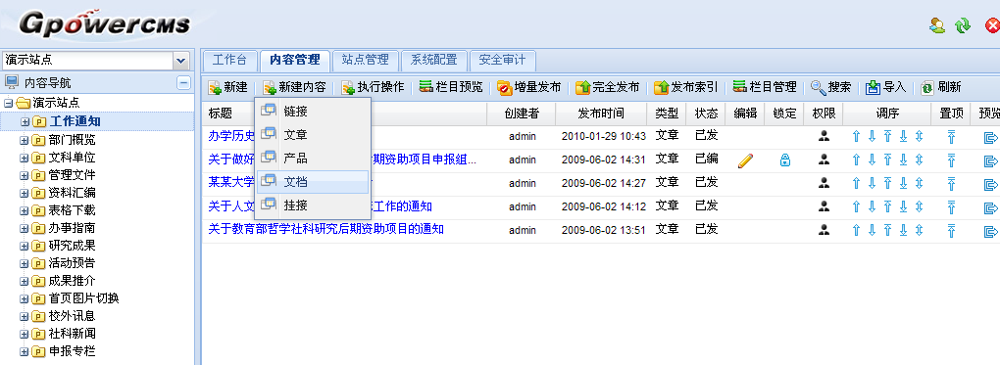 GpowerCMS
演示站点
工作台 内容管理 站点管理 系统配置 安全审计
内容导航
新建 新建内容 执行操作 栏目预览 增量发布 完全发布 发布索引 栏目管理 搜索 导入 刷新
演示站点
工作通知
部门概览
文科单位
管理文件
资料汇编
表格下载
办事指南
研究成果
活动预告
成果推介
首页图片切换
校外讯息
社科新闻
申报专栏
链接
文章
产品
文档
挂接
标题 创建者 发布时间 类型 状态 编辑 锁定 权限 调序 置顶 预览
办学历史 admin 2010-01-29 10:43 文章 已发
关于做好 期资助项目申报组... admin 2009-06-02 14:31 文章 已编
某某大学 admin 2009-06-02 14:27 文章 已发
关于人文 工作的通知 admin 2009-06-02 14:12 文章 已发
关于教育部哲学社科研究后期资助项目的通知 admin 2009-06-02 13:51 文章 已发